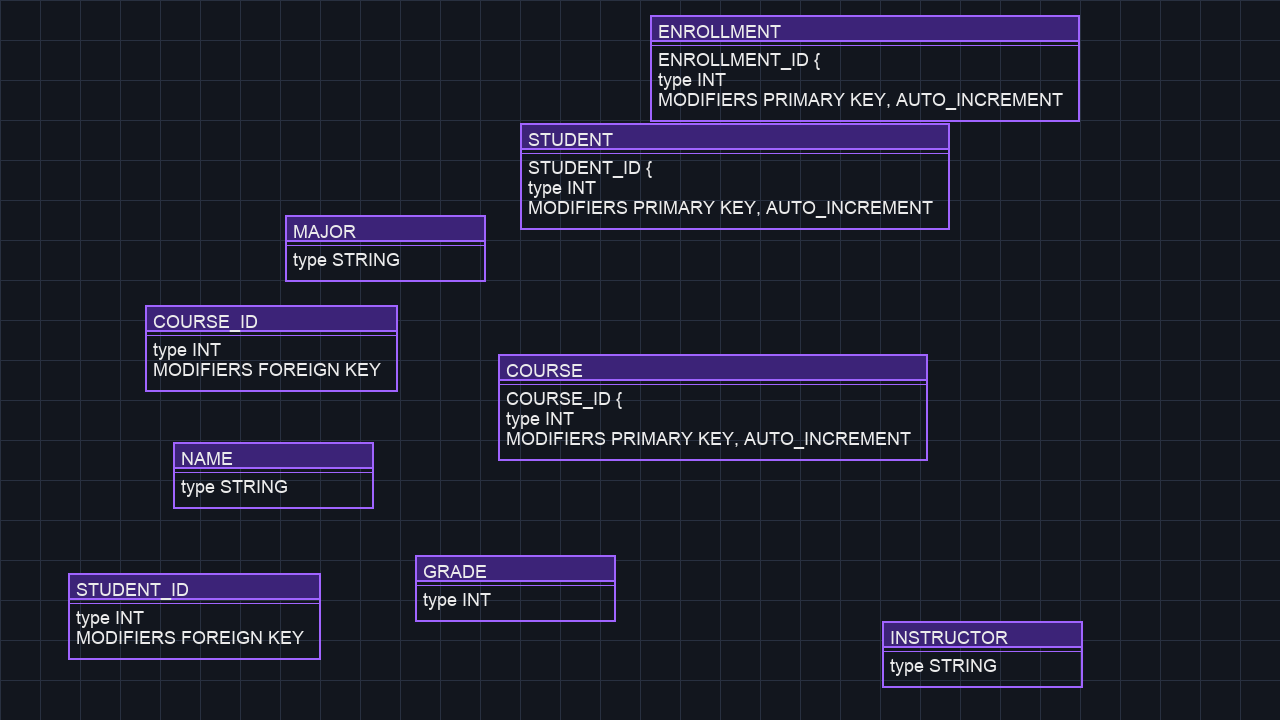 ENROLLMENT
ENROLLMENT_ID {
type INT
MODIFIERS PRIMARY KEY, AUTO_INCREMENT
STUDENT
STUDENT_ID {
type INT
MODIFIERS PRIMARY KEY, AUTO_INCREMENT
MAJOR
type STRING
COURSE_ID
type INT
MODIFIERS FOREIGN KEY
COURSE
COURSE_ID {
type INT
MODIFIERS PRIMARY KEY, AUTO_INCREMENT
NAME
type STRING
GRADE
type INT
STUDENT_ID
type INT
MODIFIERS FOREIGN KEY
INSTRUCTOR
type STRING